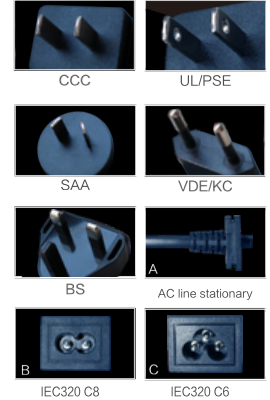 CCC
UL/PSE
SAA
VDE/KC
BS
A
AC line stationary
B
C
IEC320 C8
IEC320 C6